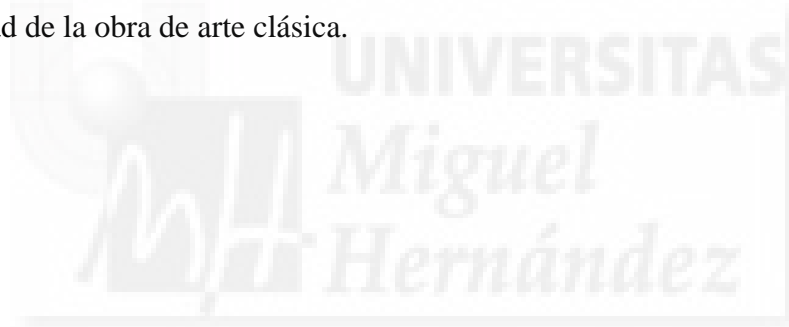 d de la obra de arte clásica.
UNIVERSITAS
Miguel
Hernández